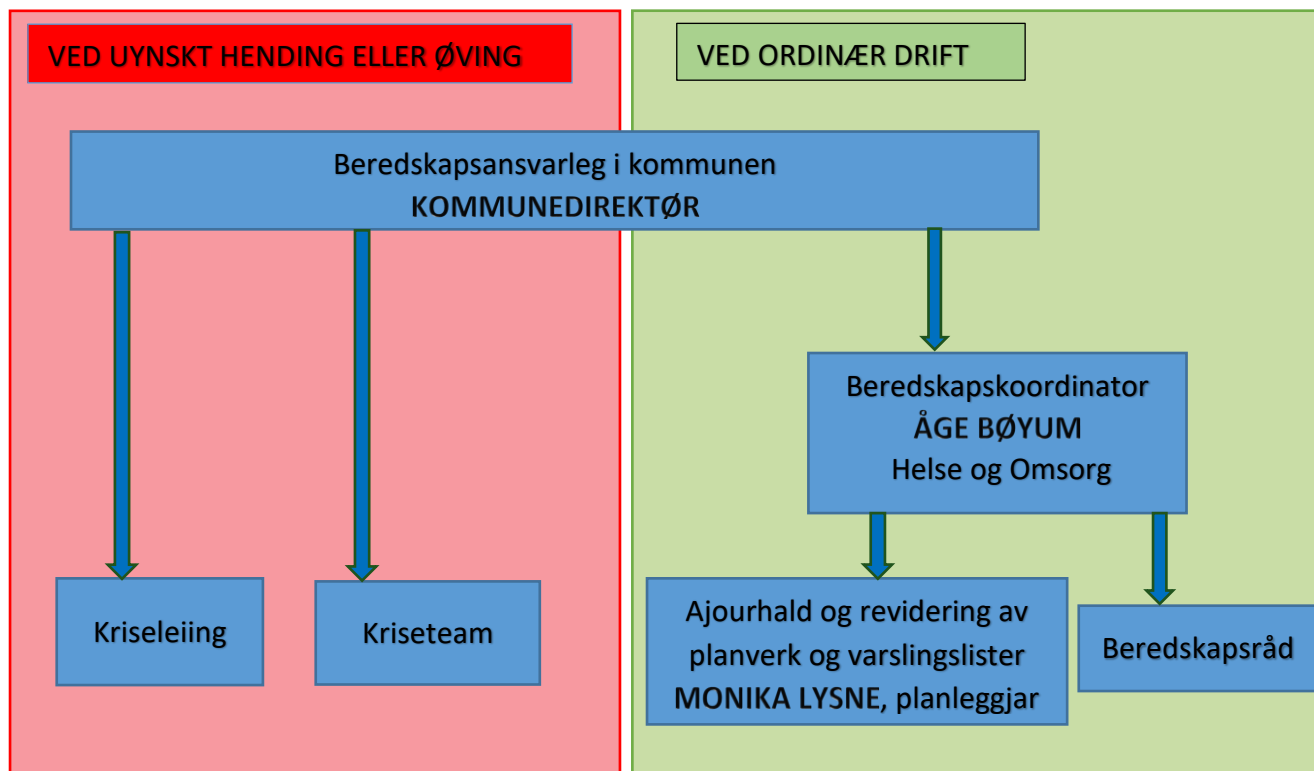 VED UYNSKT HENDING ELLER ØVING
VED ORDINÆR DRIFT
Beredskapsansvarleg i kommunen
KOMMUNEDIREKTØR
Beredskapskoordinator
ÅGE BØYUM
Helse og Omsorg
Kriseleiing
Kriseteam
Ajourhald og revidering av
planverk og varslingslister
MONIKA LYSNE, planleggjar
Beredskapsråd